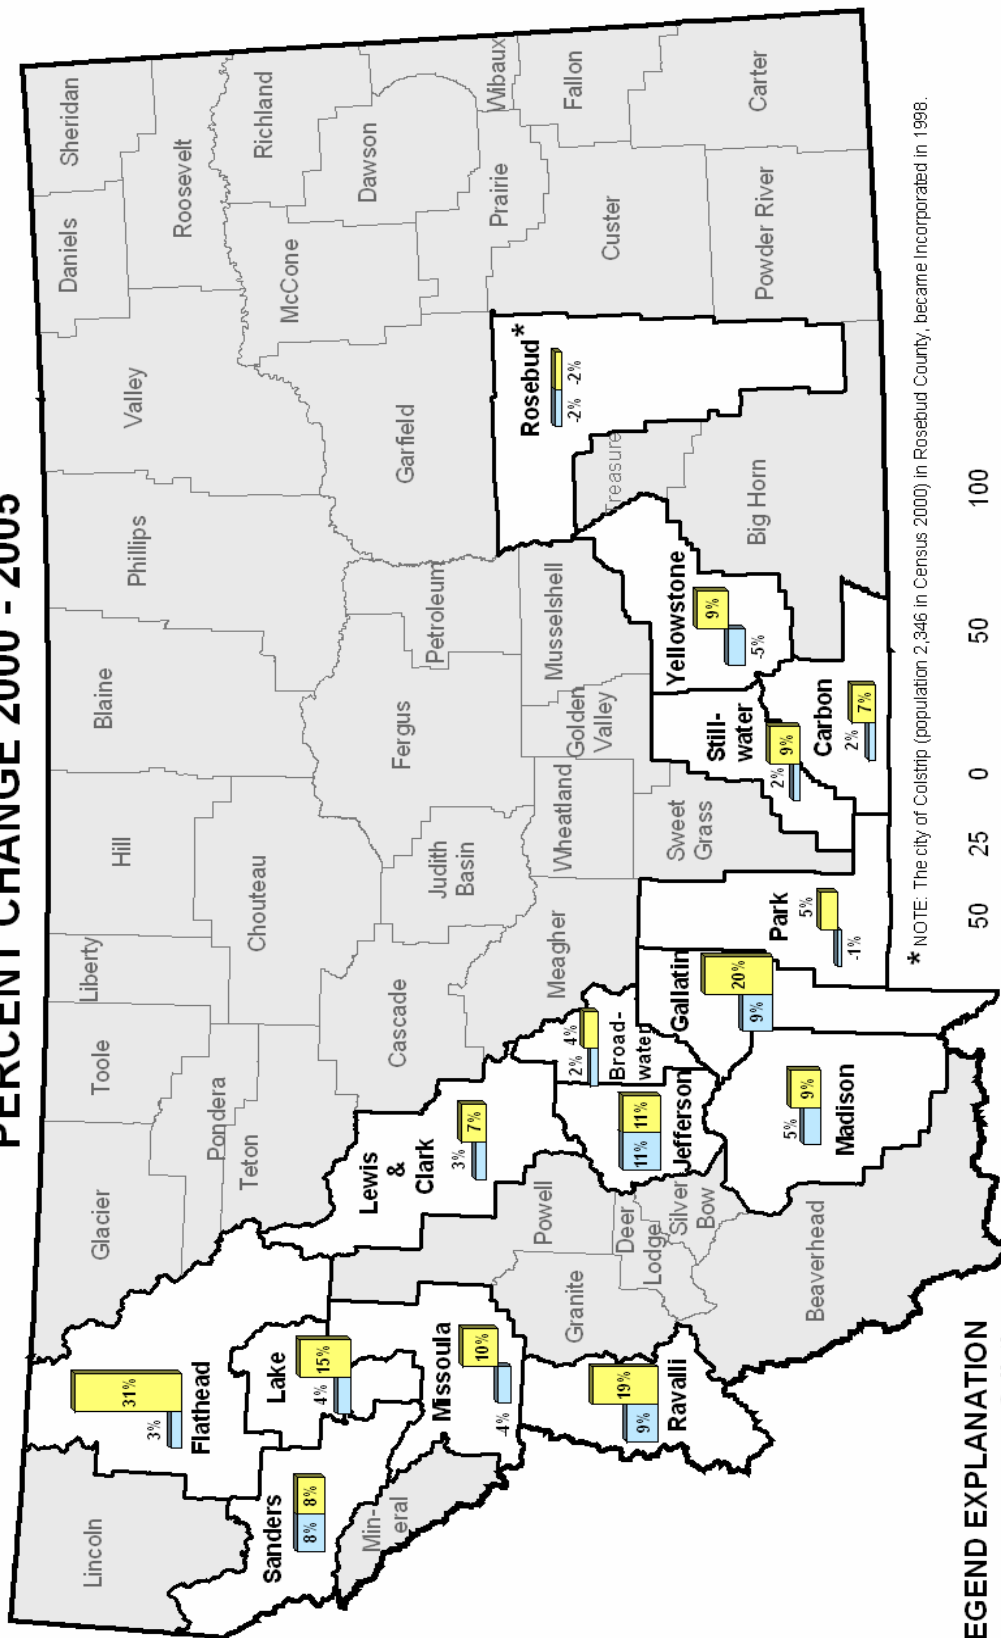 PERCENT CHANGE 2000 - 2005
Lincoln
Glacier
Toole
Liberty
Hill
Blaine
Phillips
Valley
Daniels
Sheridan
Roosevelt
Richland
McCone
Dawson
Wibaux
Prairie
Fallon
Custer
Carter
Powder River
Garfield
Petroleum
Fergus
Chouteau
Pondera
Teton
Cascade
Judith
Basin
Meagher
Wheatland
Golden
Valley
Musselshell
Treasure
Big Horn
Sweet
Grass
Powell
Granite
Deer
Lodge
Silver
Bow
Beaverhead
Min-
eral
Flathead
3%
31%
Lake
4%
15%
Sanders
8%
8%
Missoula
-4%
10%
Ravalli
9%
19%
Lewis
&
Clark
3%
7%
Jefferson
11%
11%
2%
4%
Broad-
water
Gallatin
9%
20%
Madison
5%
9%
Park
-1%
5%
Still-
water
2%
9%
Carbon
2%
7%
Yellowstone
-5%
9%
Rosebud*
-2%
-2%
* NOTE: The city of Colstrip (population 2,346 in Census 2000) in Rosebud County, became Incorporated in 1998.
EGEND EXPLANATION
50 25 0 50 100